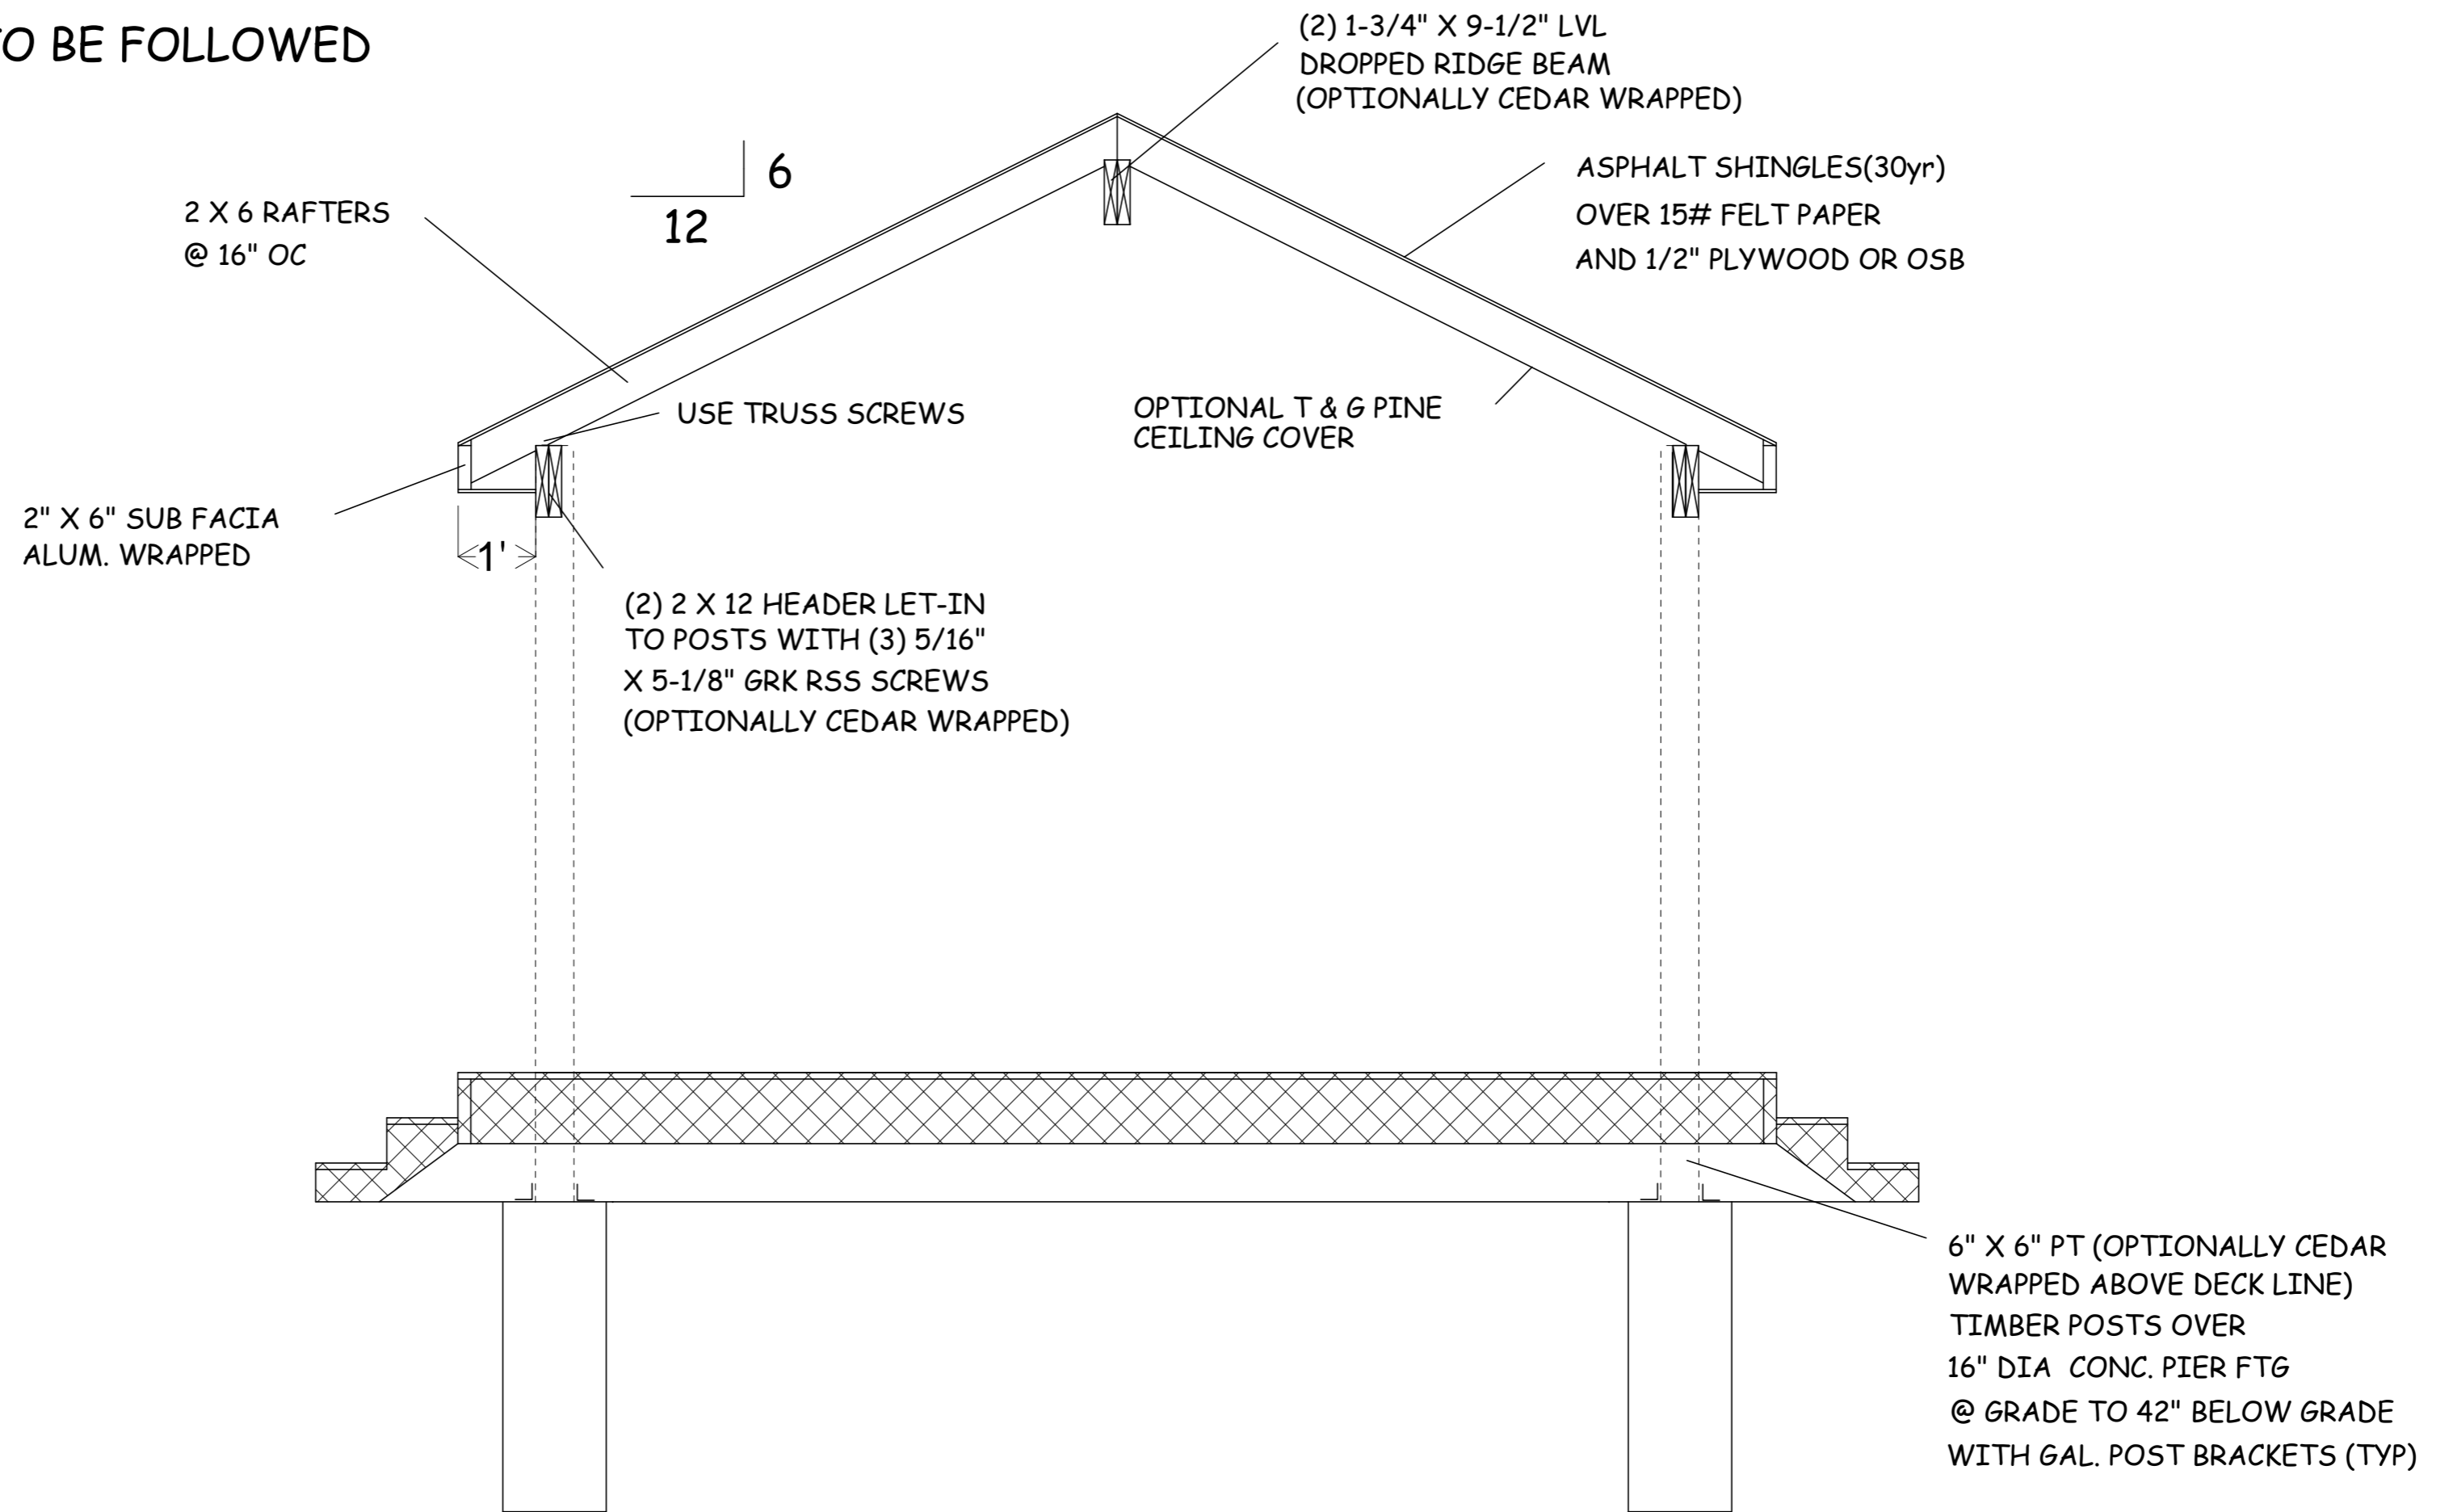 TO BE FOLLOWED
(2) 1-3/4" X 9-1/2" LVL
DROPPED RIDGE BEAM
(OPTIONALLY CEDAR WRAPPED)
6
12
ASPHALT SHINGLES(30yr)
OVER 15# FELT PAPER
AND 1/2" PLYWOOD OR OSB
2 X 6 RAFTERS
@ 16" OC
USE TRUSS SCREWS
OPTIONAL T & G PINE
CEILING COVER
2" X 6" SUB FACIA
ALUM. WRAPPED
1'
(2) 2 X 12 HEADER LET-IN
TO POSTS WITH (3) 5/16"
X 5-1/8" GRK RSS SCREWS
(OPTIONALLY CEDAR WRAPPED)
6" X 6" PT (OPTIONALLY CEDAR
WRAPPED ABOVE DECK LINE)
TIMBER POSTS OVER
16" DIA CONC. PIER FTG
@ GRADE TO 42" BELOW GRADE
WITH GAL. POST BRACKETS (TYP)